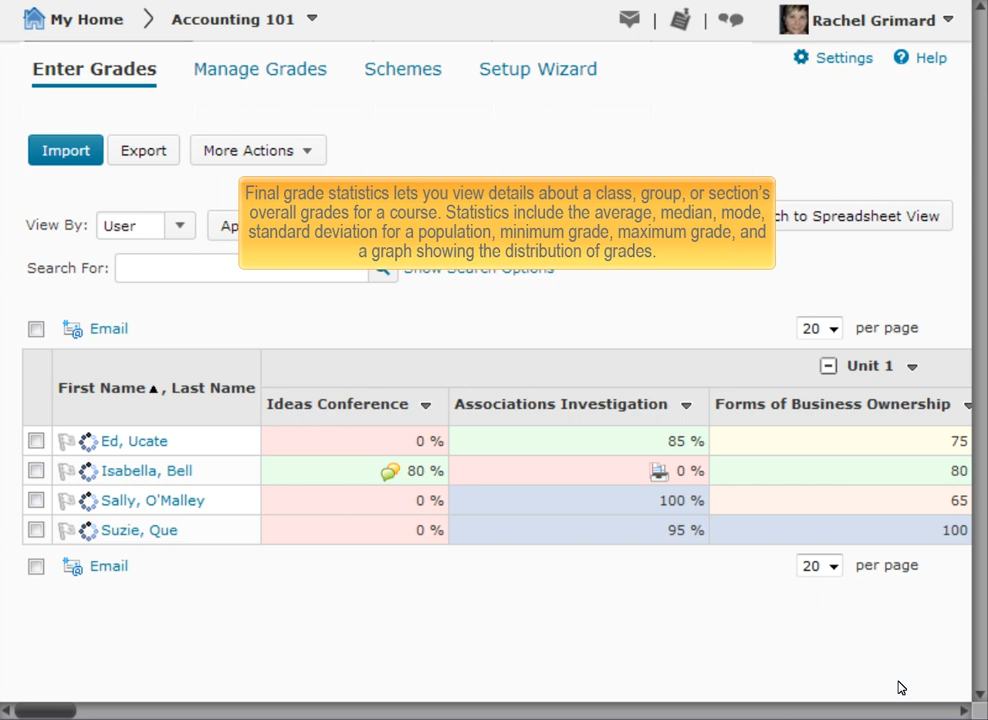 My Home
Accounting 101
Rachel Grimard
Enter Grades
Manage Grades
Schemes
Setup Wizard
Settings
Help
Import
Export
More Actions
Final grade statistics lets you view details about a class, group, or section's
overall grades for a course. Statistics include the average, median, mode,
standard deviation for a population, minimum grade, maximum grade, and
a graph showing the distribution of grades.
View By:
User
to Spreadsheet View
Search For:
Show Search Options
Email
20
per page
Unit 1
First Name , Last Name
Ideas Conference
Associations Investigation
Forms of Business Ownership
Ed, Ucate
0 %
85 %
75
Isabella, Bell
80 %
0 %
80
Sally, O'Malley
0 %
100 %
65
Suzie, Que
0 %
95 %
100
Email
20
per page